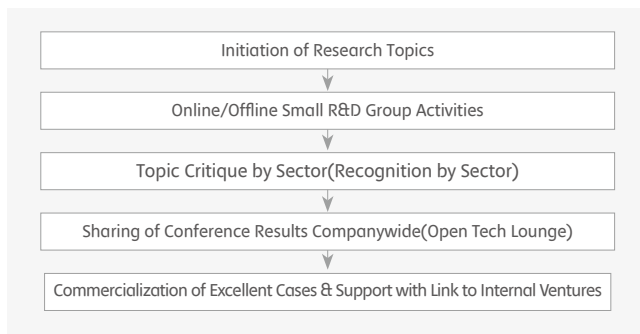 Initiation of Research Topics
Online/Offline Small R&D Group Activities
Topic Critique by Sector(Recognition by Sector)
Sharing of Conference Results Companywide(Open Tech Lounge)
Commercialization of Excellent Cases & Support with Link to Internal Ventures